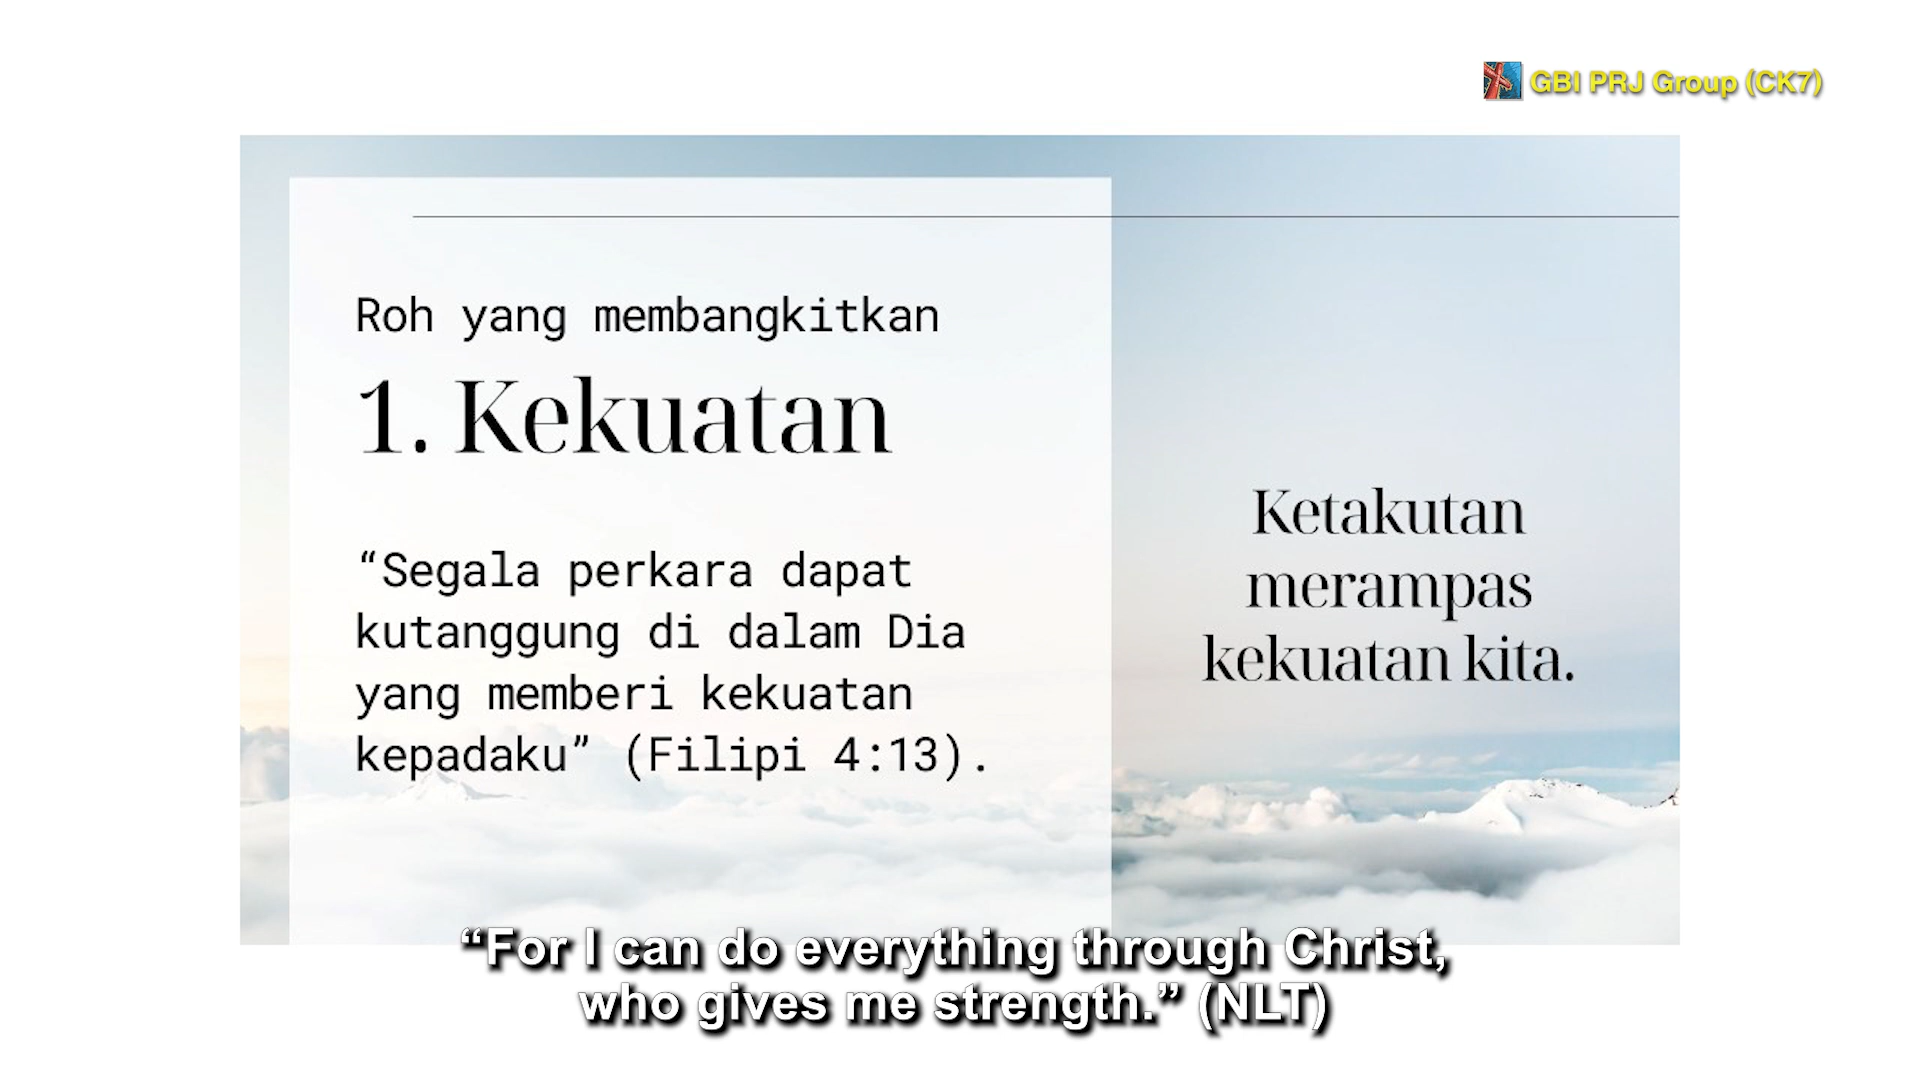 GBI PRJ Group (CK7)
Roh yang membangkitkan
1. Kekuatan
“Segala perkara dapat
kutanggung di dalam Dia
yang memberi kekuatan
kepadaku” (Filipi 4:13).
Ketakutan
merampas
kekuatan kita.
“For I can do everything through Christ,
who gives me strength.” (NLT)